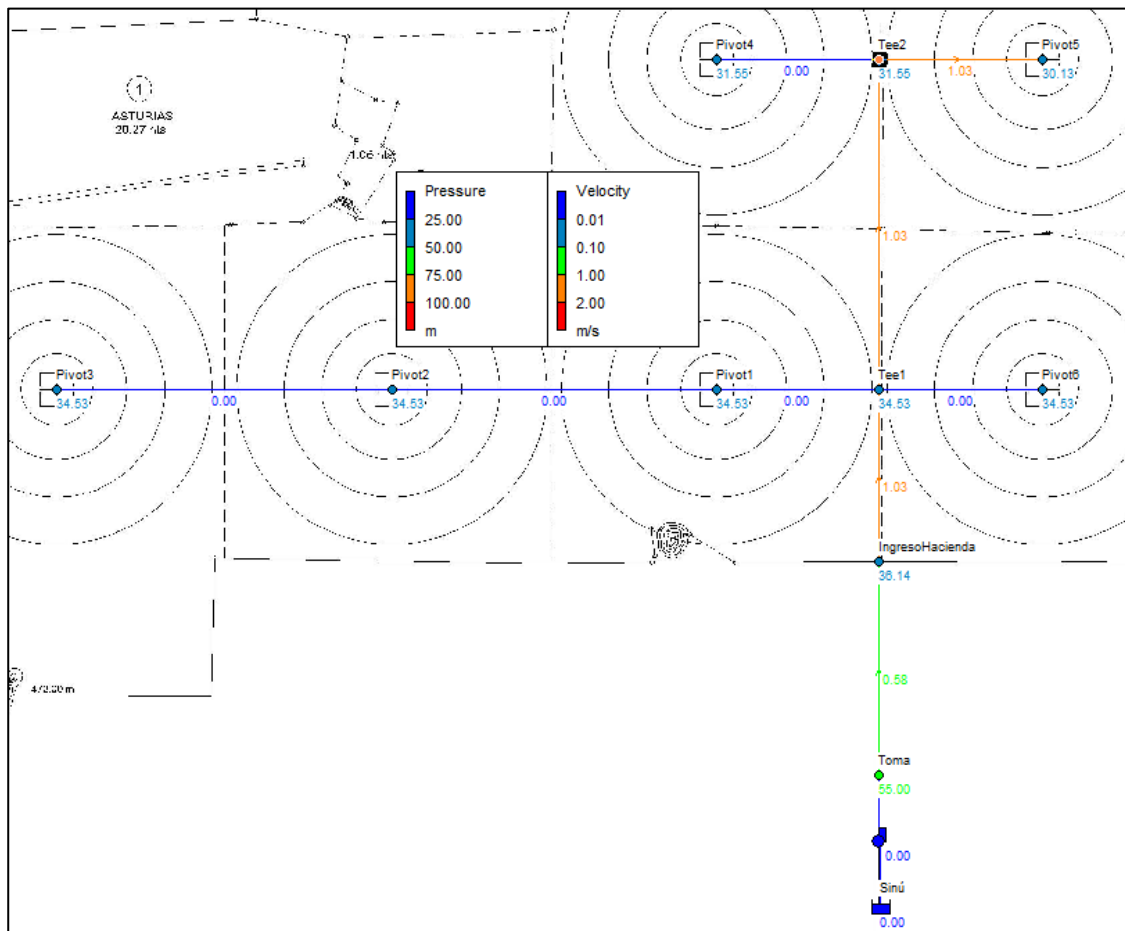 Pivot4
Tee2
Pivot5
31.55
0.00
31.55
1.03
30.13
1
ASTURIAS
Pressure
Velocity
25.00
0.01
50.00
0.10
75.00
1.00
100.00
2.00
m
m/s
1.03
Pivot3
Pivot2
Pivot1
Tee1
Pivot6
34.53
0.00
34.53
0.00
34.53
0.00
34.53
0.00
34.53
1.03
IngresoHacienda
36.14
0.58
Toma
55.00
0.00
Sinú
0.00